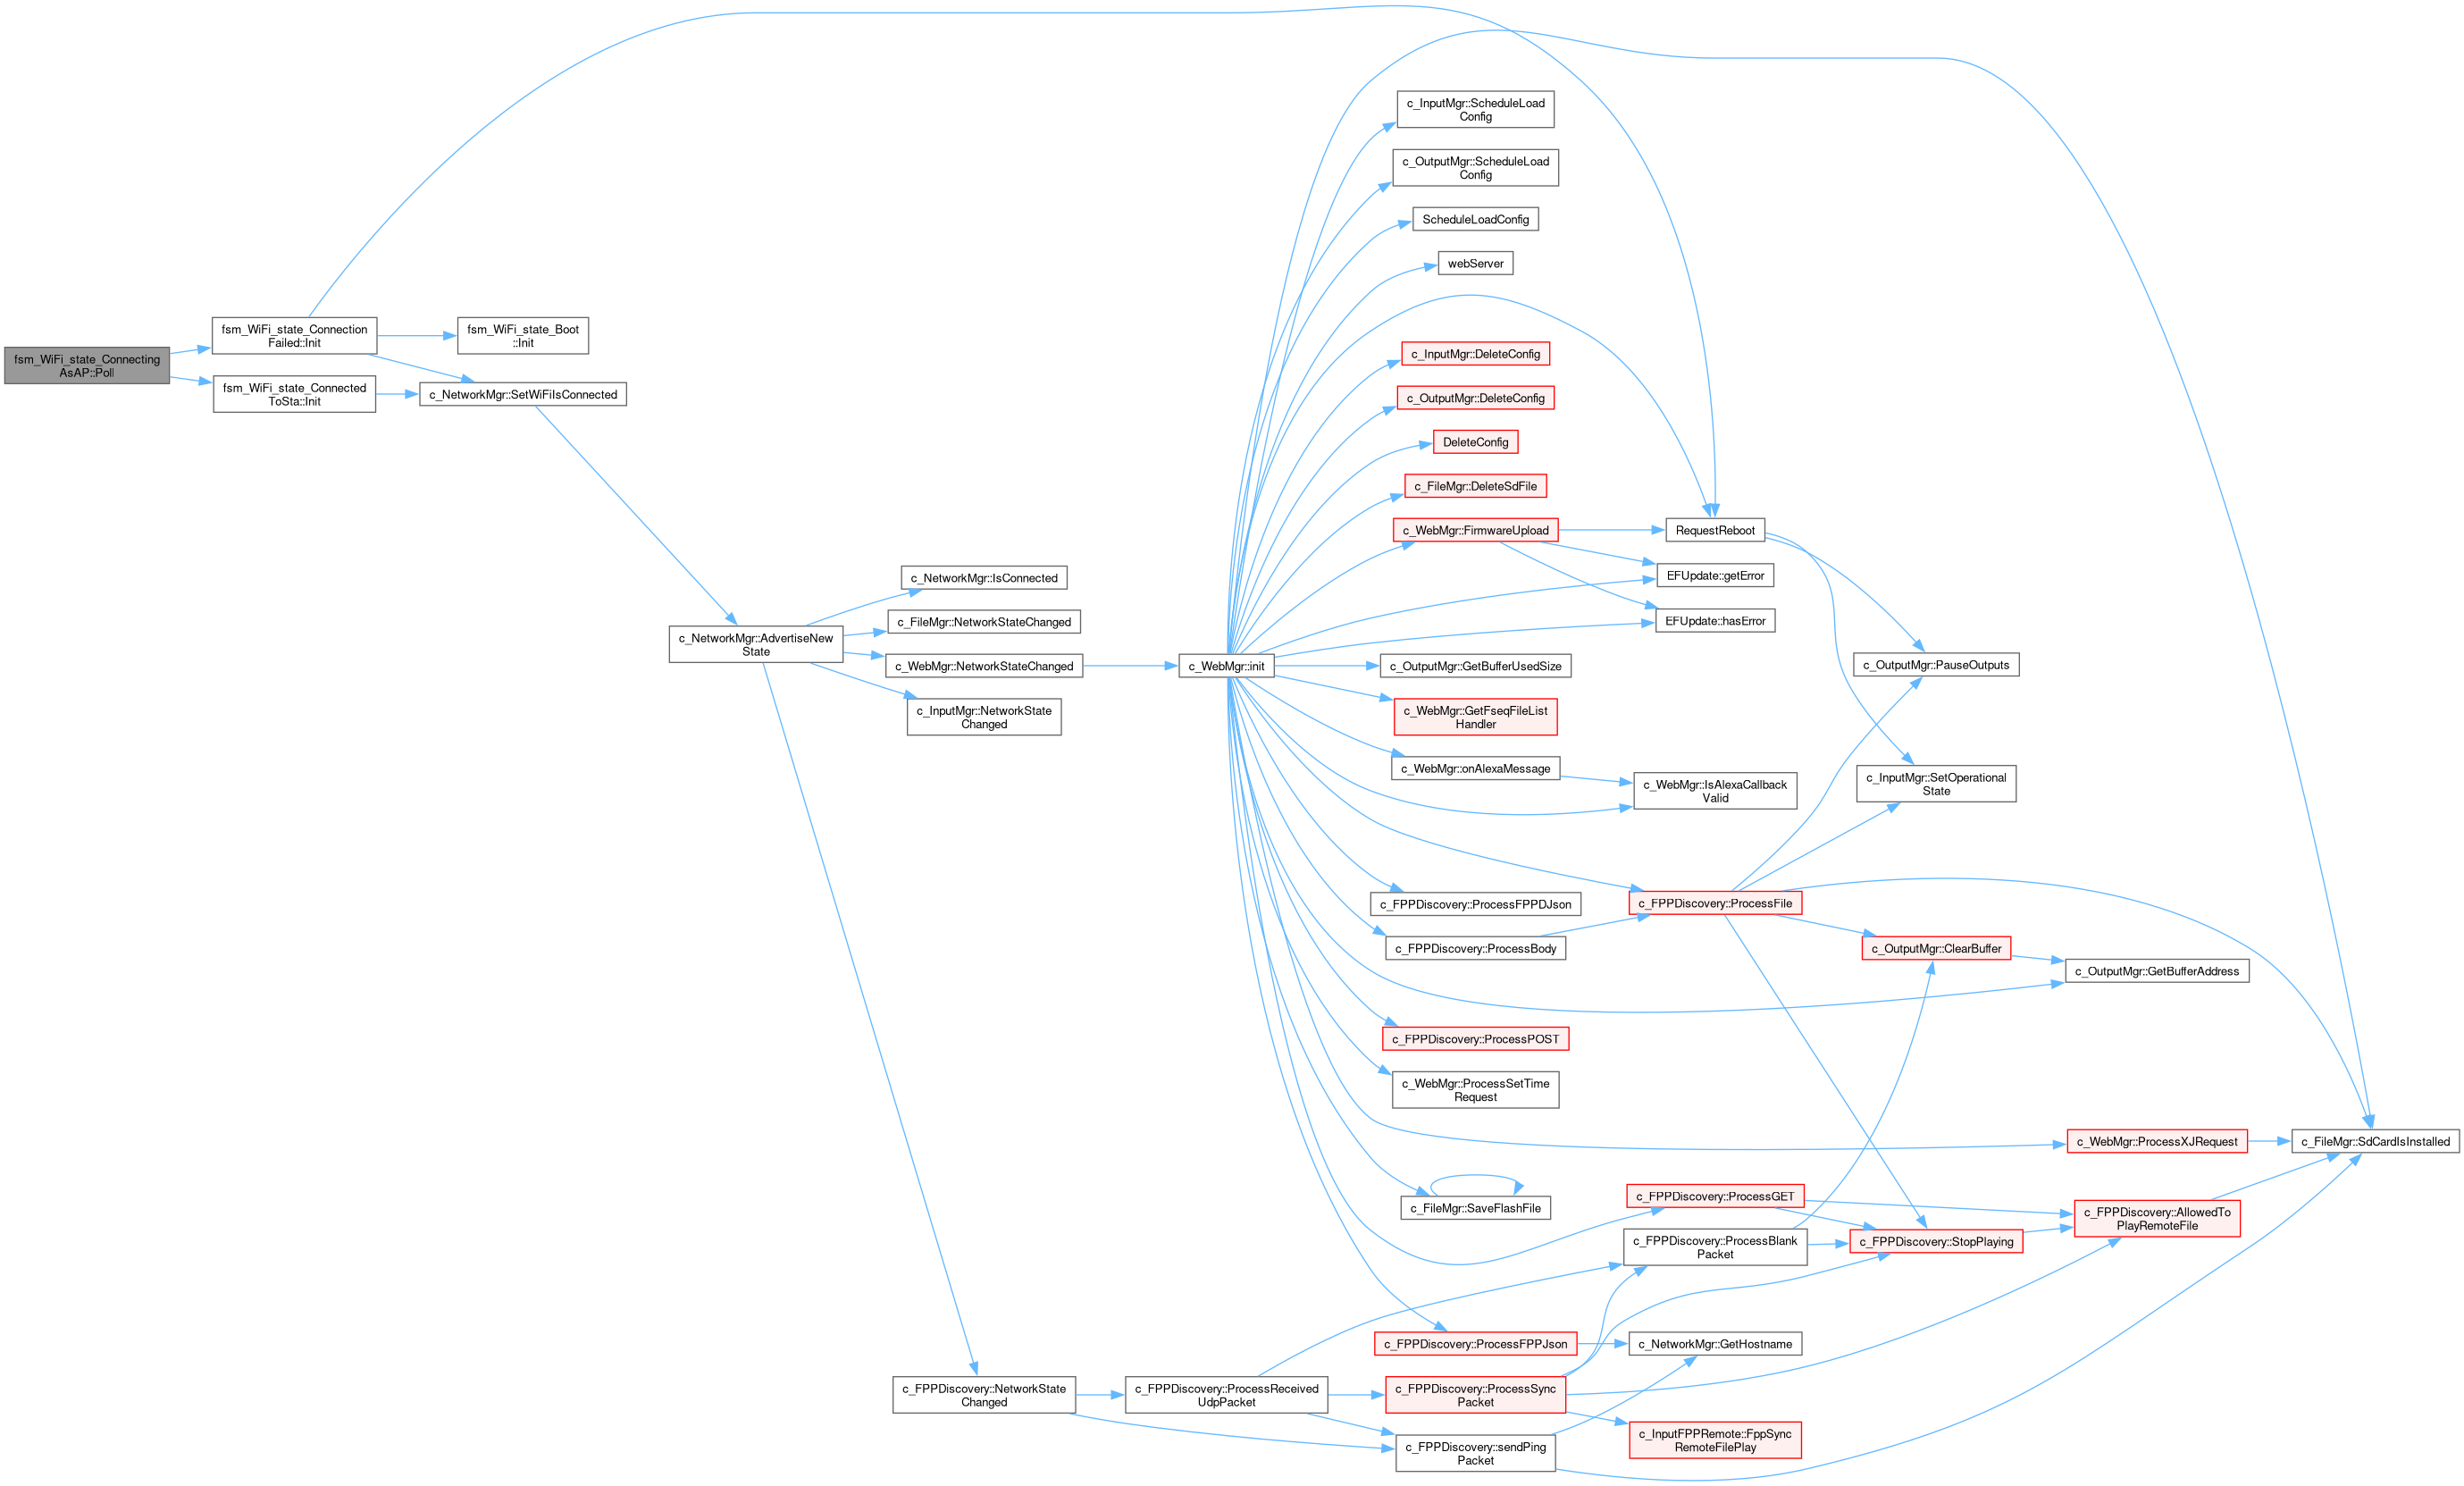 fsm_WiFi_state_Connecting
AsAP::Poll
fsm_WiFi_state_Connection
Failed::Init
fsm_WiFi_state_Connected
ToSta::Init
fsm_WiFi_state_Boot
::Init
c_NetworkMgr::SetWiFiIsConnected
c_NetworkMgr::AdvertiseNew
State
c_NetworkMgr::IsConnected
c_FileMgr::NetworkStateChanged
c_WebMgr::NetworkStateChanged
c_InputMgr::NetworkState
Changed
c_FPPDiscovery::NetworkState
Changed
c_WebMgr::init
c_FPPDiscovery::ProcessReceived
UdpPacket
c_InputMgr::ScheduleLoad
Config
c_OutputMgr::ScheduleLoad
Config
ScheduleLoadConfig
webServer
c_InputMgr::DeleteConfig
c_OutputMgr::DeleteConfig
DeleteConfig
c_FileMgr::DeleteSdFile
c_WebMgr::FirmwareUpload
c_OutputMgr::GetBufferUsedSize
c_WebMgr::GetFseqFileList
Handler
c_WebMgr::onAlexaMessage
c_FPPDiscovery::ProcessFPPDJson
c_FPPDiscovery::ProcessBody
c_FPPDiscovery::ProcessPOST
c_WebMgr::ProcessSetTime
Request
c_FileMgr::SaveFlashFile
c_FPPDiscovery::ProcessFPPJson
c_FPPDiscovery::ProcessSync
Packet
c_FPPDiscovery::sendPing
Packet
RequestReboot
EFUpdate::getError
EFUpdate::hasError
c_WebMgr::IsAlexaCallback
Valid
c_FPPDiscovery::ProcessFile
c_FPPDiscovery::ProcessGET
c_FPPDiscovery::ProcessBlank
Packet
c_NetworkMgr::GetHostname
c_InputFPPRemote::FppSync
RemoteFilePlay
c_OutputMgr::PauseOutputs
c_InputMgr::SetOperational
State
c_OutputMgr::ClearBuffer
c_FPPDiscovery::StopPlaying
c_OutputMgr::GetBufferAddress
c_WebMgr::ProcessXJRequest
c_FPPDiscovery::AllowedTo
PlayRemoteFile
c_FileMgr::SdCardIsInstalled